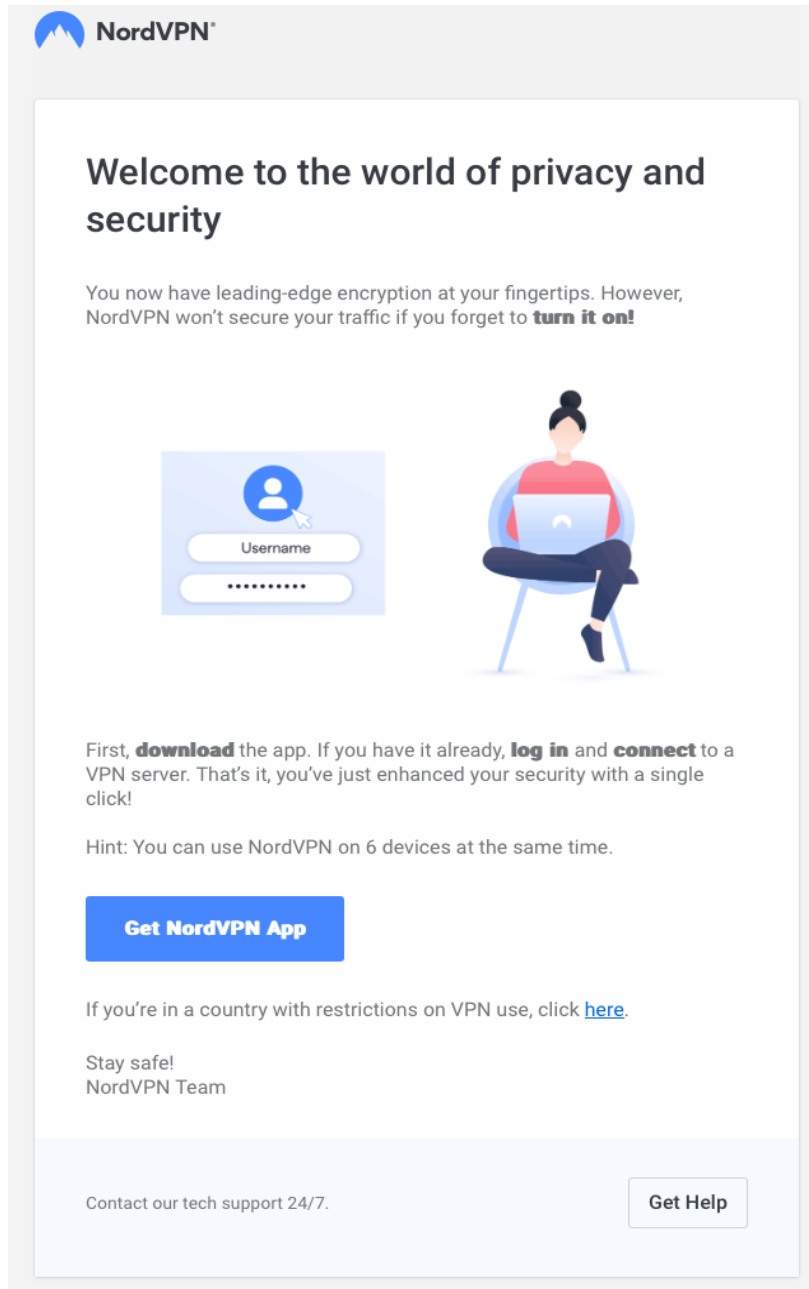 NordVPN®
Welcome to the world of privacy and
security
You now have leading-edge encryption at your fingertips. However,
NordVPN won’t secure your traffic if you forget to turn it on!
Username
••••••••••
First, download the app. If you have it already, log in and connect to a
VPN server. That’s it, you’ve just enhanced your security with a single
click!
Hint: You can use NordVPN on 6 devices at the same time.
Get NordVPN App
If you’re in a country with restrictions on VPN use, click here.
Stay safe!
NordVPN Team
Contact our tech support 24/7.
Get Help